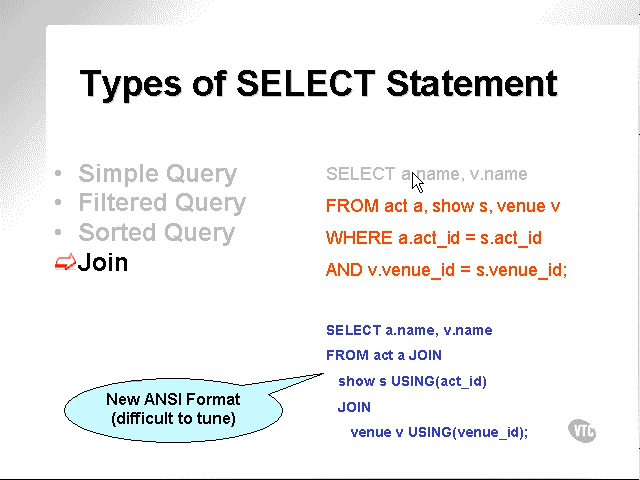 Types of SELECT Statement
• Simple Query
• Filtered Query
• Sorted Query
Join
SELECT a.name, v.name
FROM act a, show s, venue v
WHERE a.act_id = s.act_id
AND v.venue_id = s.venue_id;
SELECT a.name, v.name
FROM act a JOIN
show s USING(act_id)
JOIN
venue v USING(venue_id);
New ANSI Format
(difficult to tune)
VTC